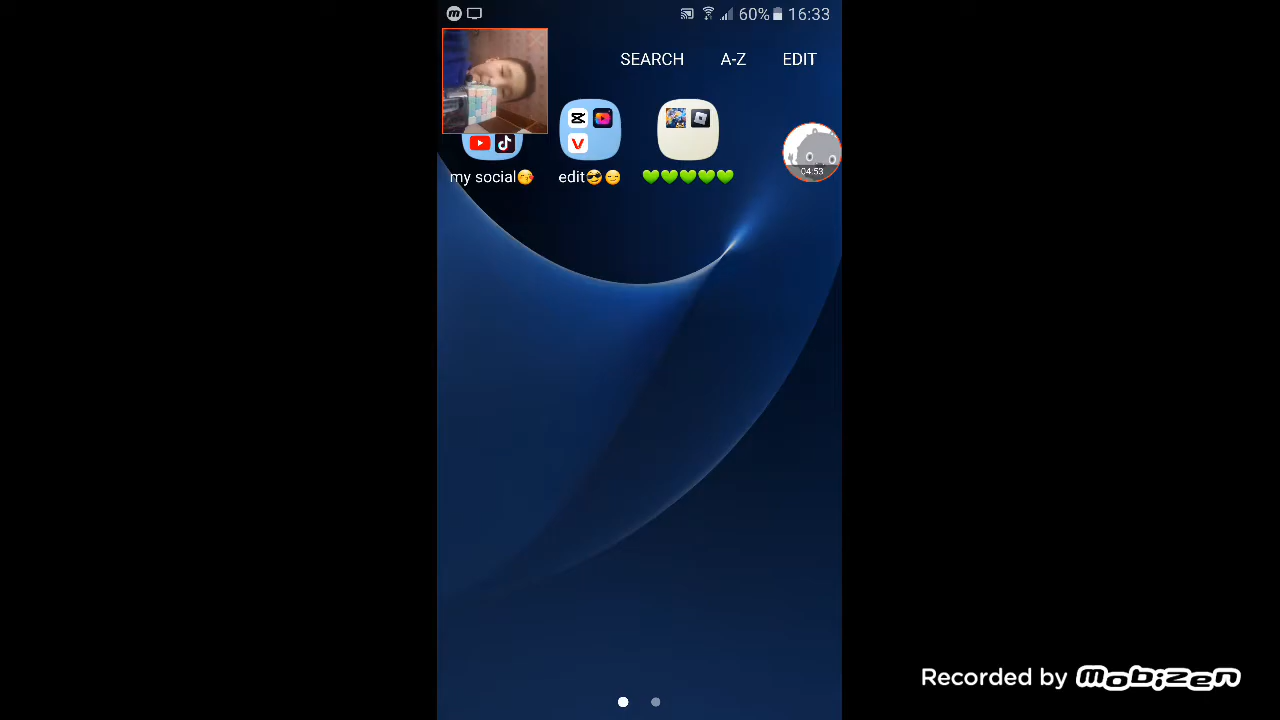 60% 16:33
SEARCH A-Z EDIT
04:53
my social😘 edit😎😏 💚💚💚💚💚
Recorded by mobizen